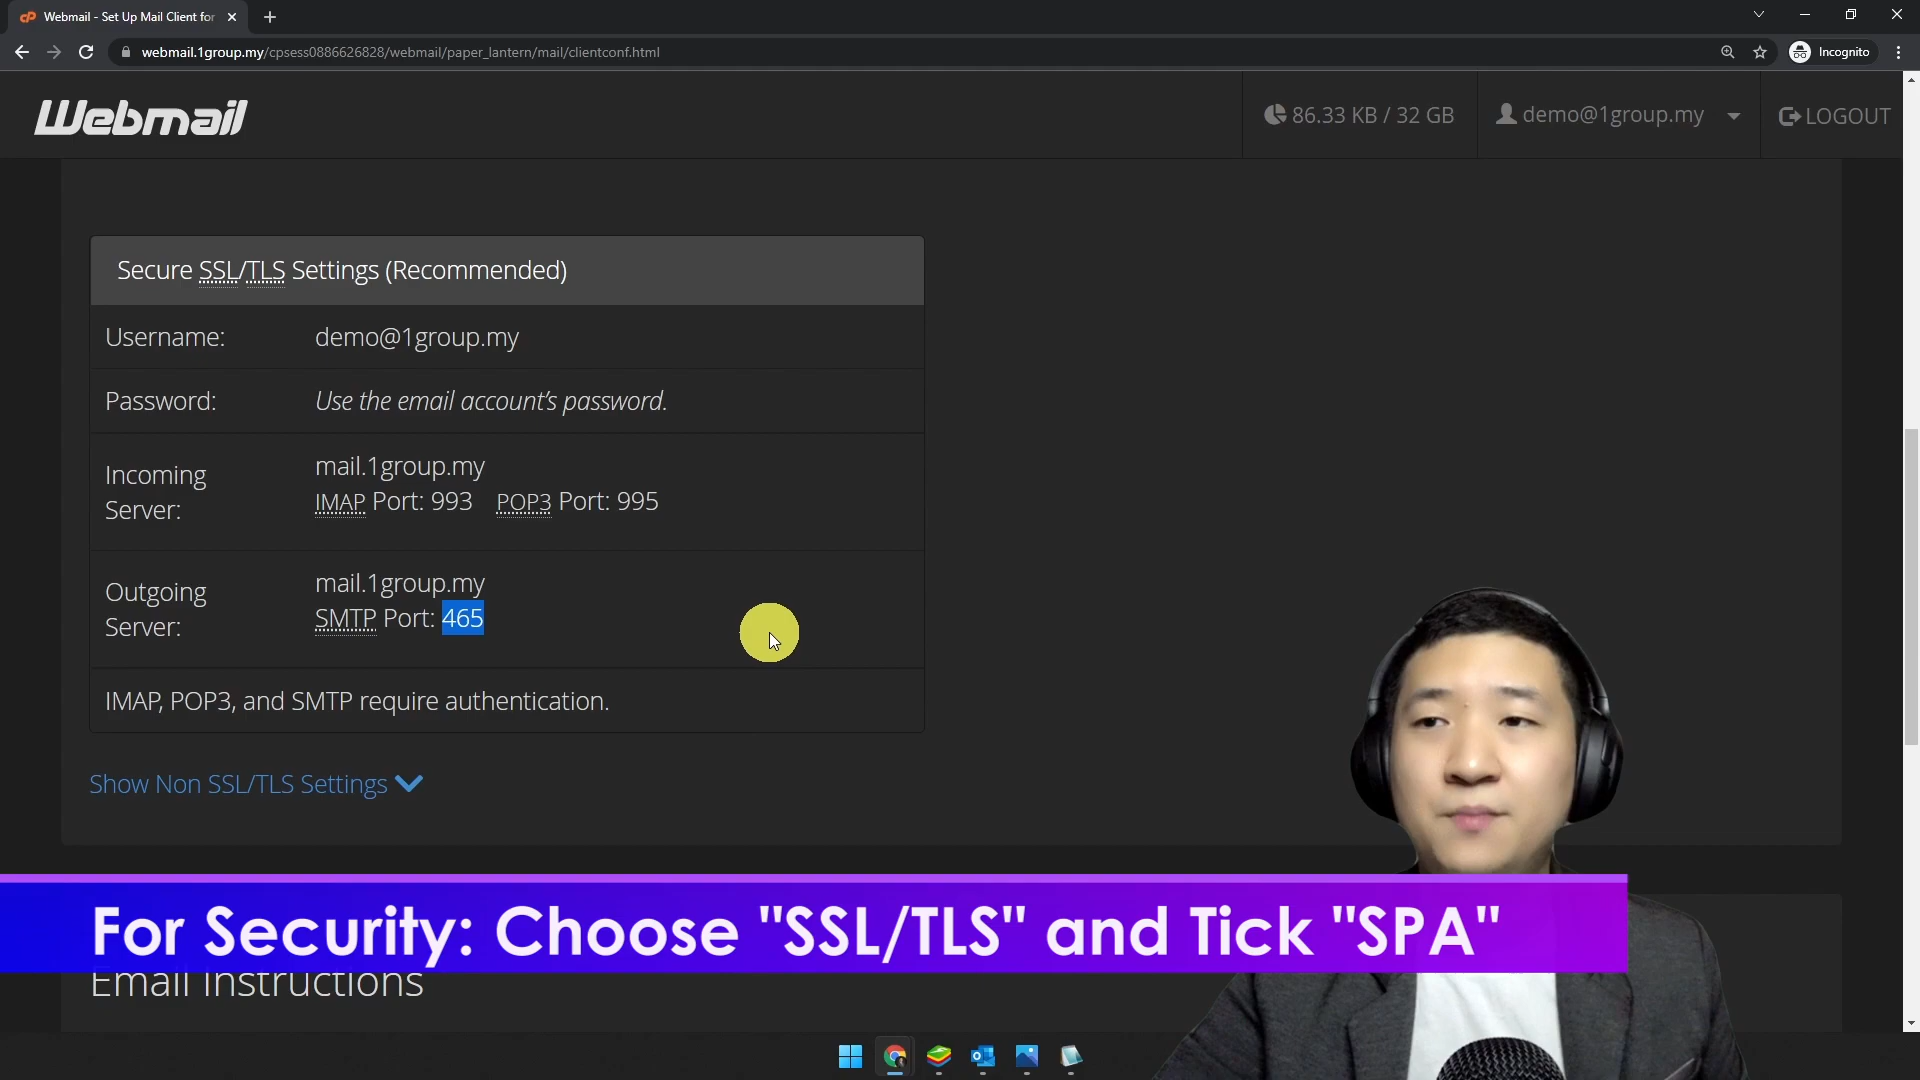 Webmail - Set Up Mail Client for
webmail.1group.my/cpsess0886626828/webmail/paper_lantern/mail/clientconf.html
Incognito
Webmail
86.33 KB / 32 GB
demo@1group.my
LOGOUT
Secure SSL/TLS Settings (Recommended)
Username: demo@1group.my
Password: Use the email account's password.
Incoming Server:
mail.1group.my
IMAP Port: 993 POP3 Port: 995
Outgoing Server:
mail.1group.my
SMTP Port: 465
IMAP, POP3, and SMTP require authentication.
Show Non SSL/TLS Settings
For Security: Choose "SSL/TLS" and Tick "SPA"
Email Instructions